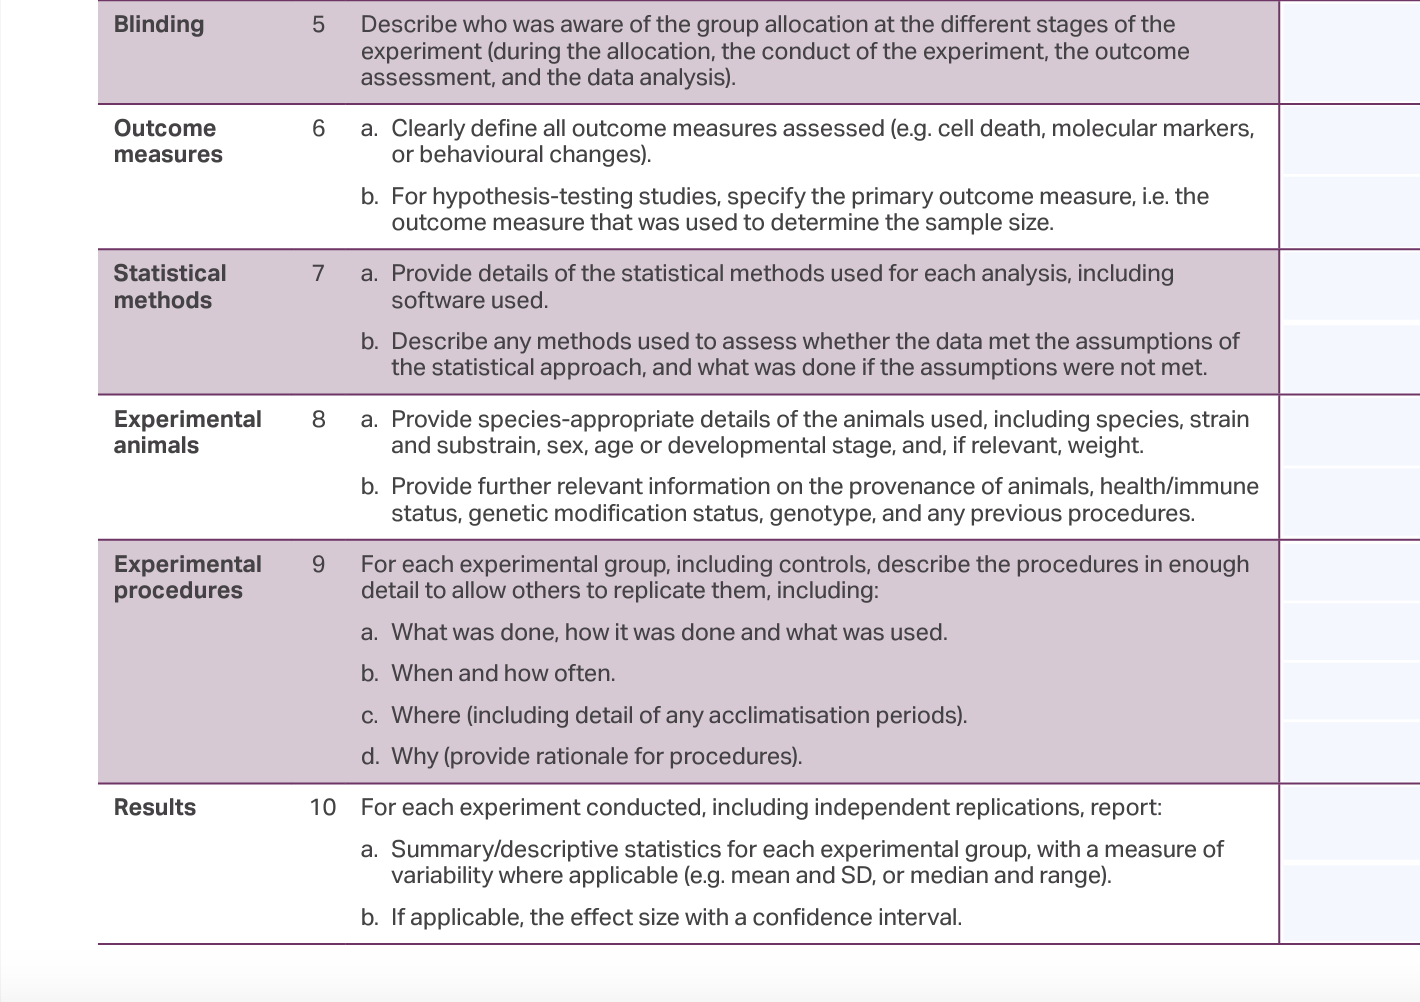 Blinding 5 Describe who was aware of the group allocation at the different stages of the
experiment (during the allocation, the conduct of the experiment, the outcome
assessment, and the data analysis).
Outcome 6 a. Clearly define all outcome measures assessed (e.g. cell death, molecular markers,
measures or behavioural changes).
b. For hypothesis-testing studies, specify the primary outcome measure, i.e. the
outcome measure that was used to determine the sample size.
Statistical 7 a. Provide details of the statistical methods used for each analysis, including
methods software used.
b. Describe any methods used to assess whether the data met the assumptions of
the statistical approach, and what was done if the assumptions were not met.
Experimental 8 a. Provide species-appropriate details of the animals used, including species, strain
animals and substrain, sex, age or developmental stage, and, if relevant, weight.
b. Provide further relevant information on the provenance of animals, health/immune
status, genetic modification status, genotype, and any previous procedures.
Experimental 9 For each experimental group, including controls, describe the procedures in enough
procedures detail to allow others to replicate them, including:
a. What was done, how it was done and what was used.
b. When and how often.
c. Where (including detail of any acclimatisation periods).
d. Why (provide rationale for procedures).
Results 10 For each experiment conducted, including independent replications, report:
a. Summary/descriptive statistics for each experimental group, with a measure of
variability where applicable (e.g. mean and SD, or median and range).
b. If applicable, the effect size with a confidence interval.